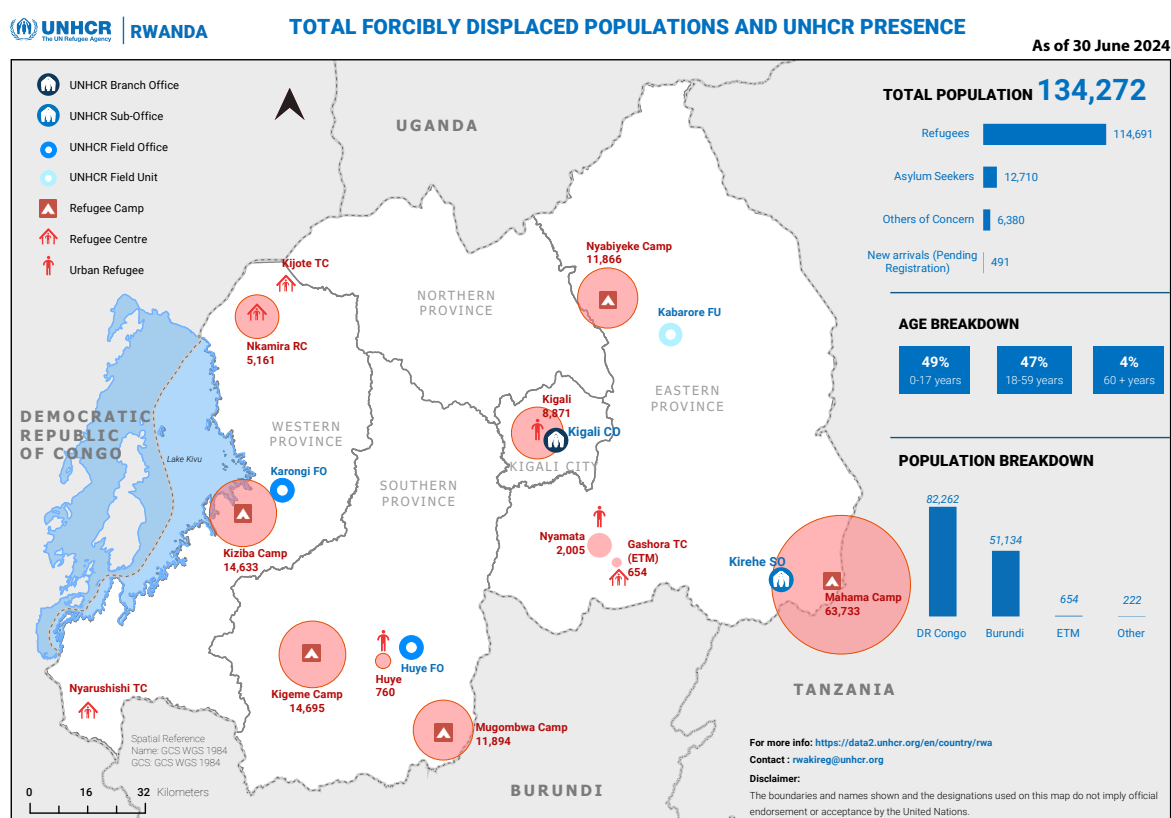 UNHCR
The UN Refugee Agency
RWANDA
TOTAL FORCIBLY DISPLACED POPULATIONS AND UNHCR PRESENCE
As of 30 June 2024
UNHCR Branch Office
UNHCR Sub-Office
UNHCR Field Office
UNHCR Field Unit
Refugee Camp
Refugee Centre
Urban Refugee
UGANDA
Kijote TC
Nkamira RC
5,161
NORTHERN
PROVINCE
Nyabiyeke Camp
11,866
Kabarore FU
EASTERN
PROVINCE
DEMOCRATIC
REPUBLIC
OF CONGO
Lake Kivu
WESTERN
PROVINCE
Karongi FO
Kiziba Camp
14,633
SOUTHERN
PROVINCE
Kigali
8,871
Kigali CO
KIGALI CITY
Nyamata
2,005
Gashora TC
(ETM)
654
Kirehe SO
Mahama Camp
63,733
Kigeme Camp
14,695
Huye FO
Huye
760
Mugombwa Camp
11,894
Nyarushishi TC
TANZANIA
BURUNDI
Spatial Reference
Name: GCS WGS 1984
GCS: GCS WGS 1984
0 16 32 Kilometers
TOTAL POPULATION 134,272
Refugees 114,691
Asylum Seekers 12,710
Others of Concern 6,380
New arrivals (Pending
Registration) 491
AGE BREAKDOWN
49% 47% 4%
0-17 years 18-59 years 60 + years
POPULATION BREAKDOWN
82,262 51,134 654 222
DR Congo Burundi ETM Other
For more info: https://data2.unhcr.org/en/country/rwa
Contact : rwakireg@unhcr.org
Disclaimer:
The boundaries and names shown and the designations used on this map do not imply official
endorsement or acceptance by the United Nations.